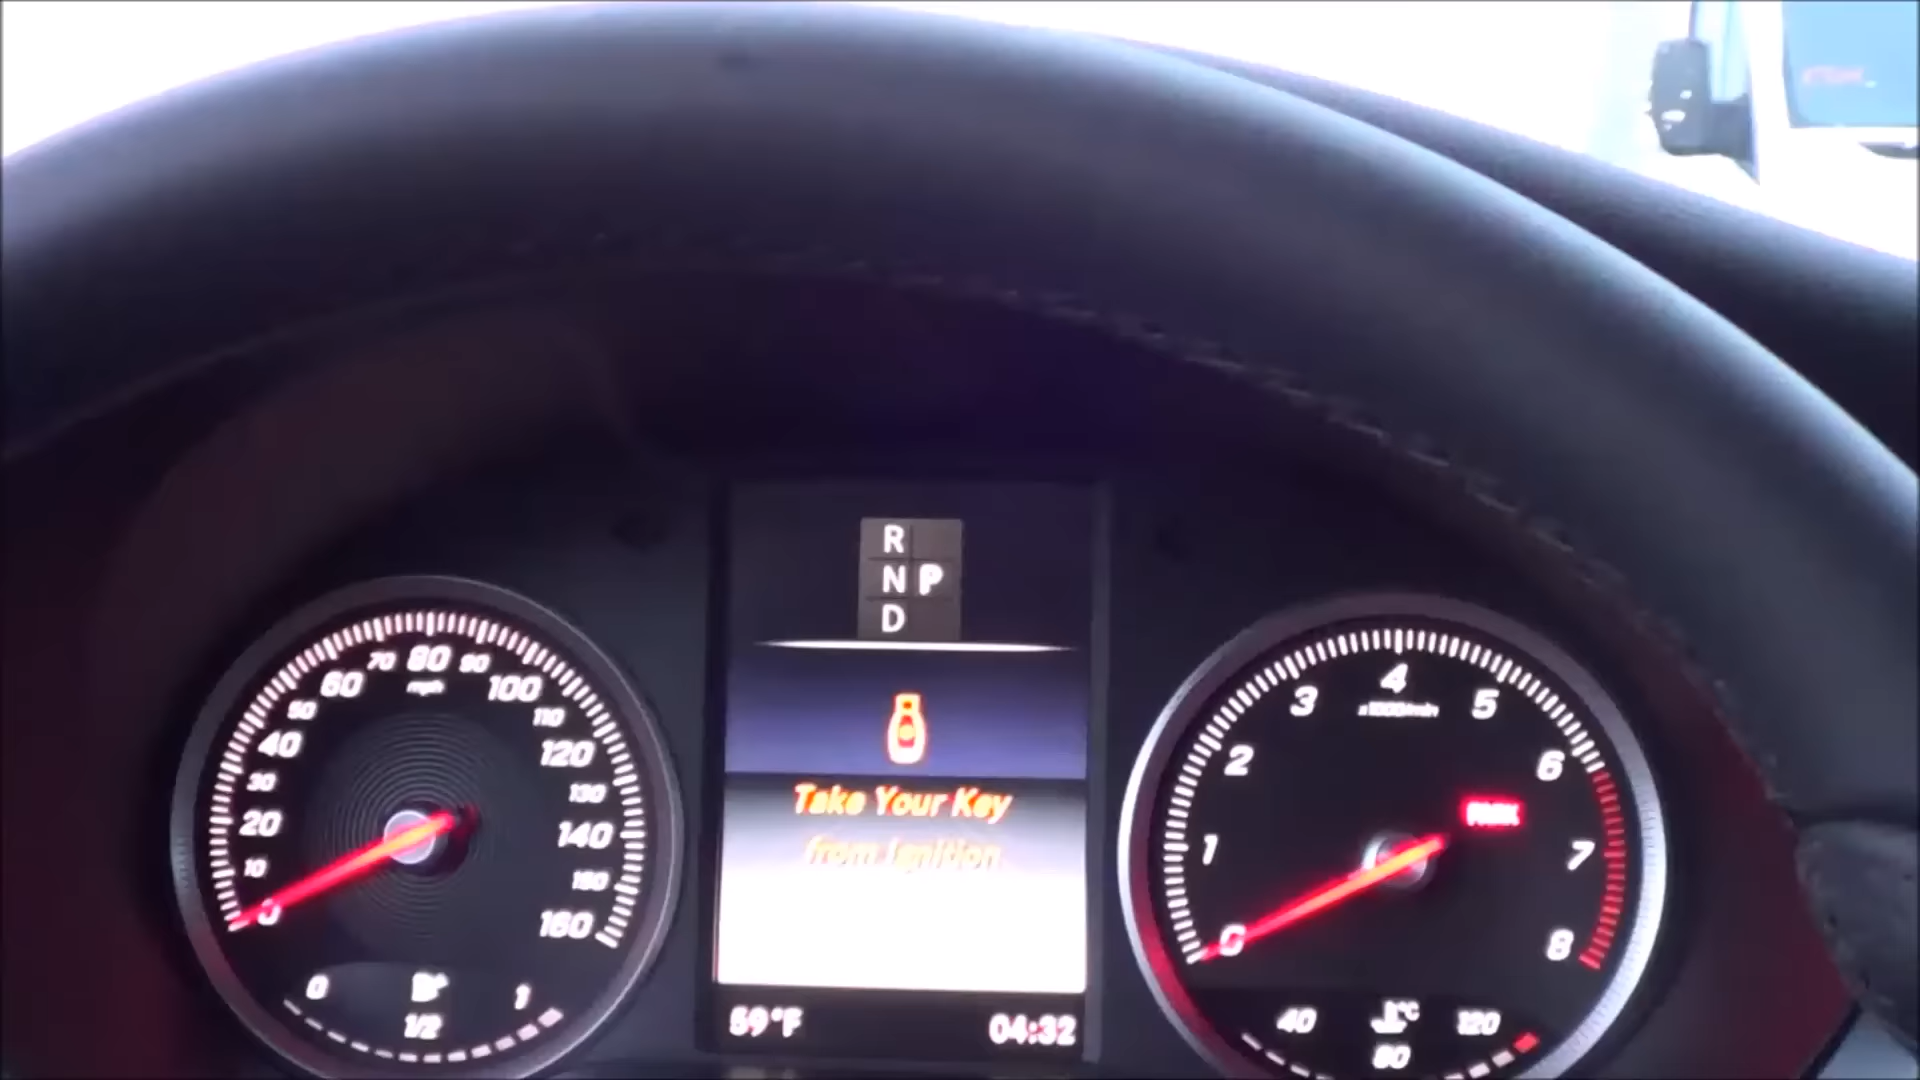 R
N P
D
70 80 90
60 mph 100
50 110
40 120
30 130
20 140
10
0 160
0 1
1/2
Take Your Key
from Ignition
59°F 04:32
4
3 x1000/min 5
2 6
1 7
0 8
°C
40 120
80